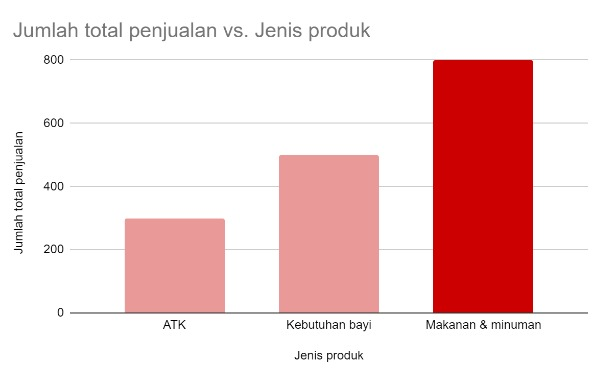 Jumlah total penjualan vs. Jenis produk
Jumlah total penjualan
800
600
400
200
0
ATK
Kebutuhan bayi
Makanan & minuman
Jenis produk